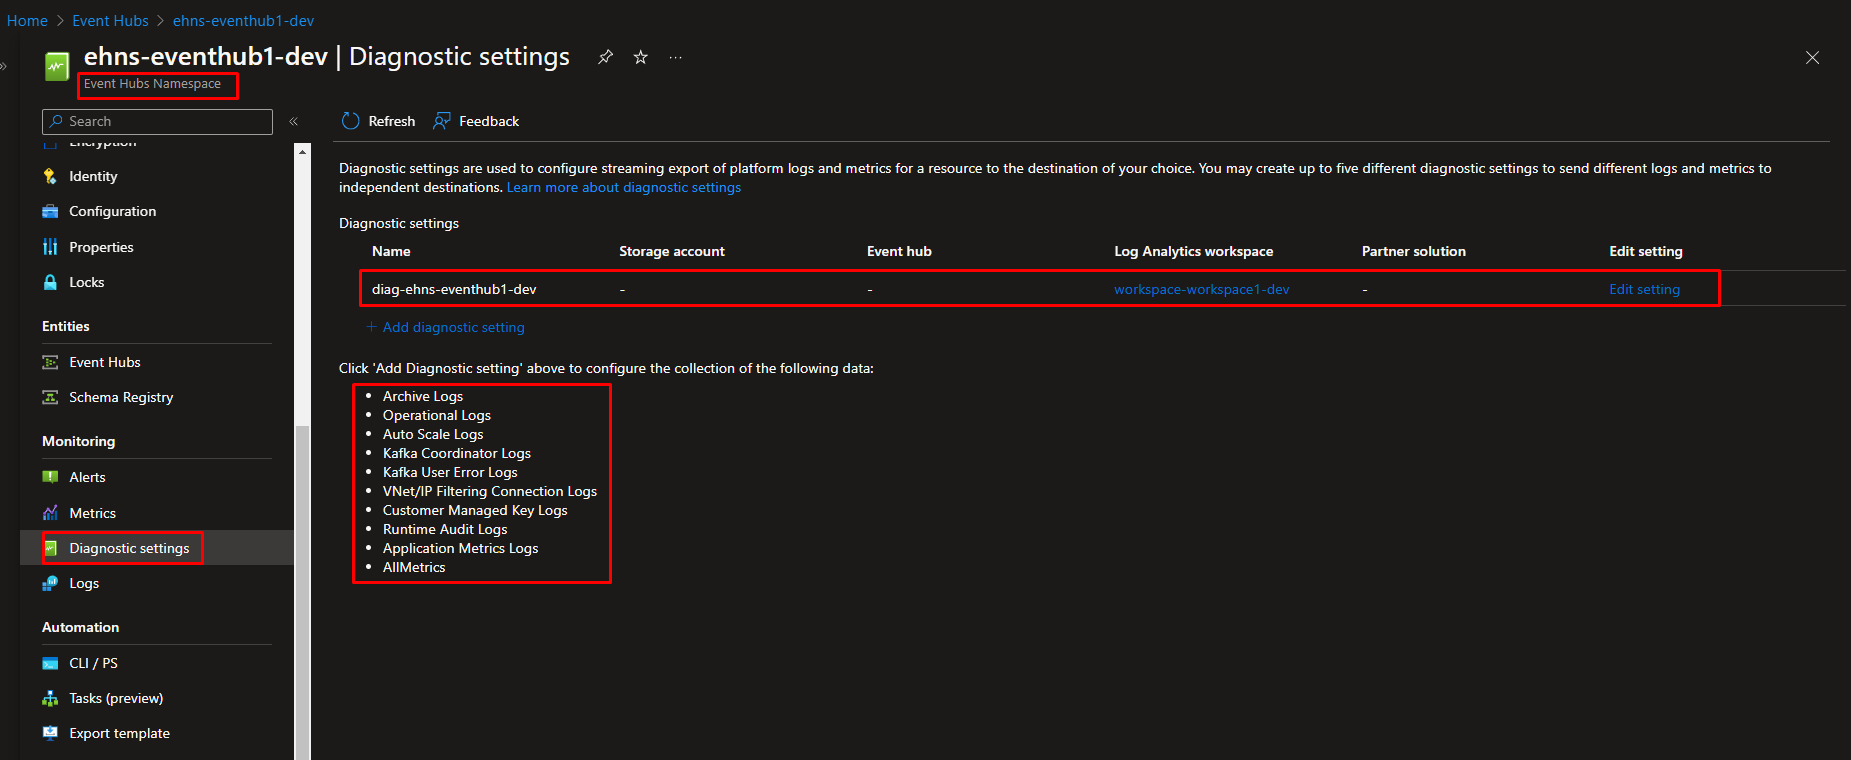 Home > Event Hubs > ehns-eventhub1-dev
ehns-eventhub1-dev | Diagnostic settings
Event Hubs Namespace
Search
Refresh
Feedback
Encryption
Identity
Configuration
Properties
Locks
Entities
Event Hubs
Schema Registry
Monitoring
Alerts
Metrics
Diagnostic settings
Logs
Automation
CLI / PS
Tasks (preview)
Export template
Diagnostic settings are used to configure streaming export of platform logs and metrics for a resource to the destination of your choice. You may create up to five different diagnostic settings to send different logs and metrics to
independent destinations. Learn more about diagnostic settings
Diagnostic settings
Name Storage account Event hub Log Analytics workspace Partner solution Edit setting
diag-ehns-eventhub1-dev - - workspace-workspace1-dev - Edit setting
+ Add diagnostic setting
Click 'Add Diagnostic setting' above to configure the collection of the following data:
• Archive Logs
• Operational Logs
• Auto Scale Logs
• Kafka Coordinator Logs
• Kafka User Error Logs
• VNet/IP Filtering Connection Logs
• Customer Managed Key Logs
• Runtime Audit Logs
• Application Metrics Logs
• AllMetrics